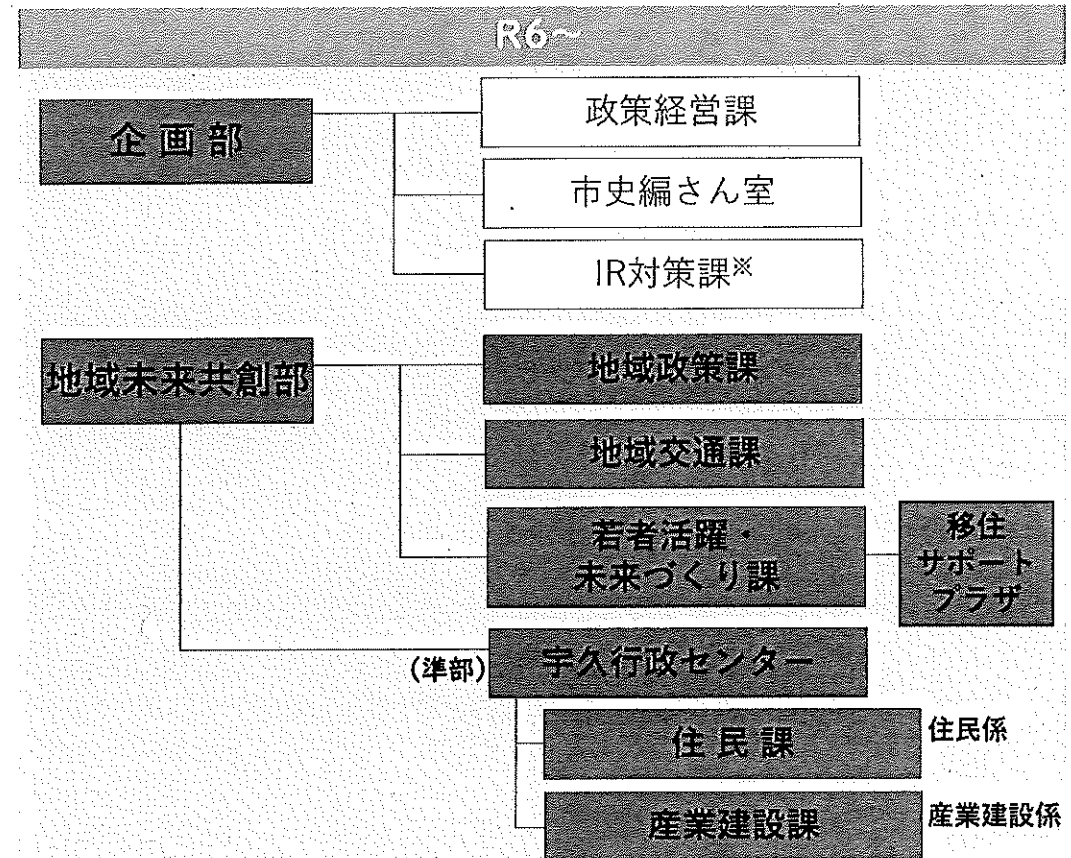 R6~
企画部
政策経営課
市史編さん室
IR対策課※
地域未来共創部
地域政策課
地域交通課
若者活躍・
未来づくり課
移住
サポート
プラザ
(準部)
宇久行政センター
住民課
住民係
産業建設課
産業建設係